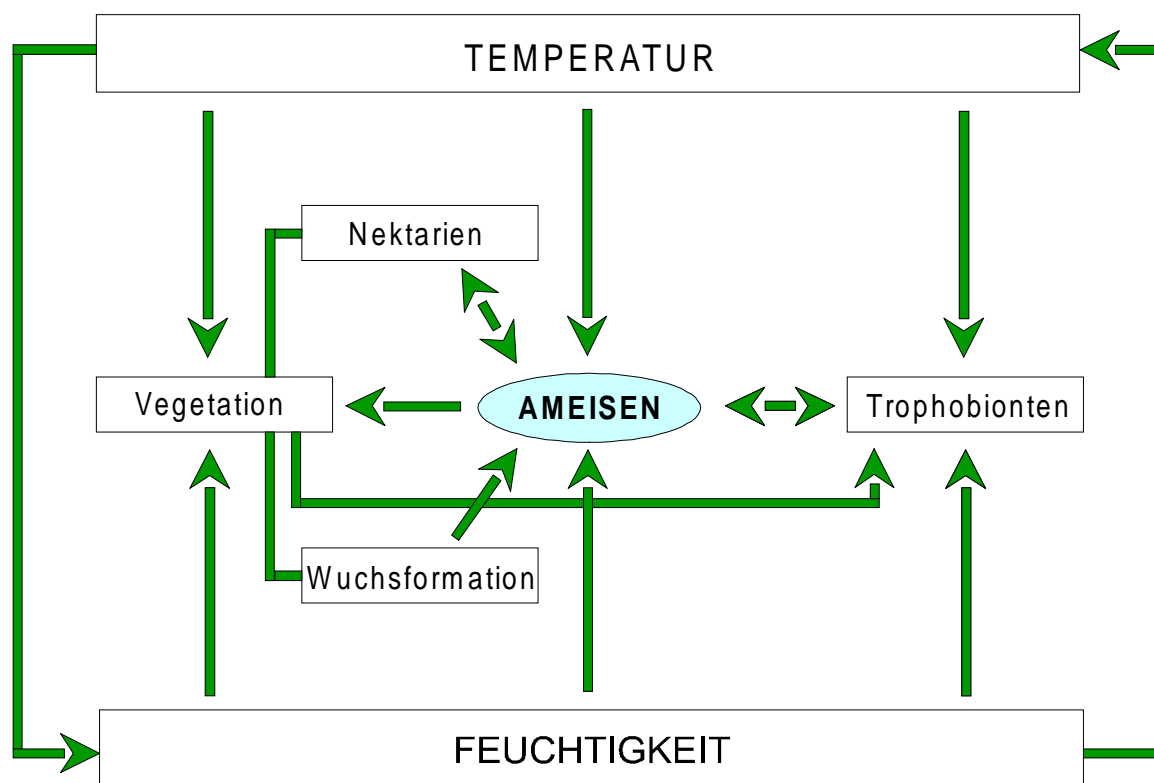 TEMPERATUR
Nektarien
Vegetation
AMEISEN
Trophobionten
Wuchsformation
FEUCHTIGKEIT